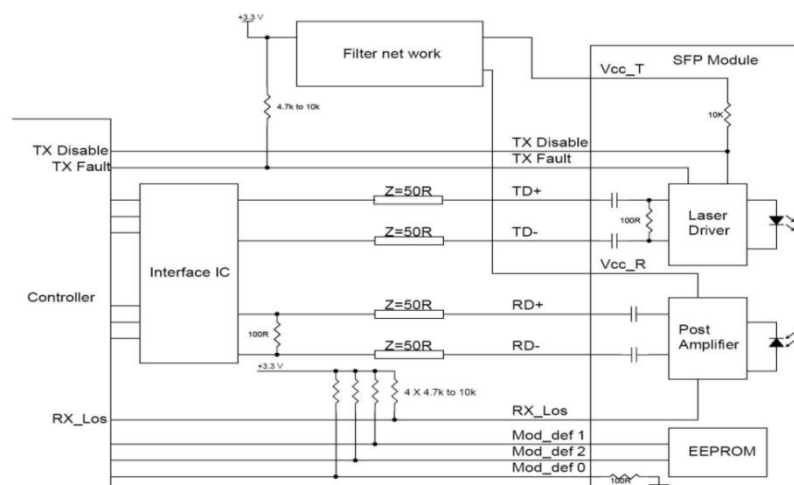 +3.3 V
Filter net work
SFP Module
Vcc_T
4.7k to 10k
10K
TX Disable
TX Disable
TX Fault
TX Fault
Z=50R
TD+
100R
Laser
Driver
Z=50R
TD-
Interface IC
Vcc_R
Controller
Z=50R
RD+
100R
Post
Amplifier
Z=50R
RD-
+3.3 V
4 X 4.7k to 10k
RX_Los
RX_Los
Mod_def 1
EEPROM
Mod_def 2
Mod_def 0
100R